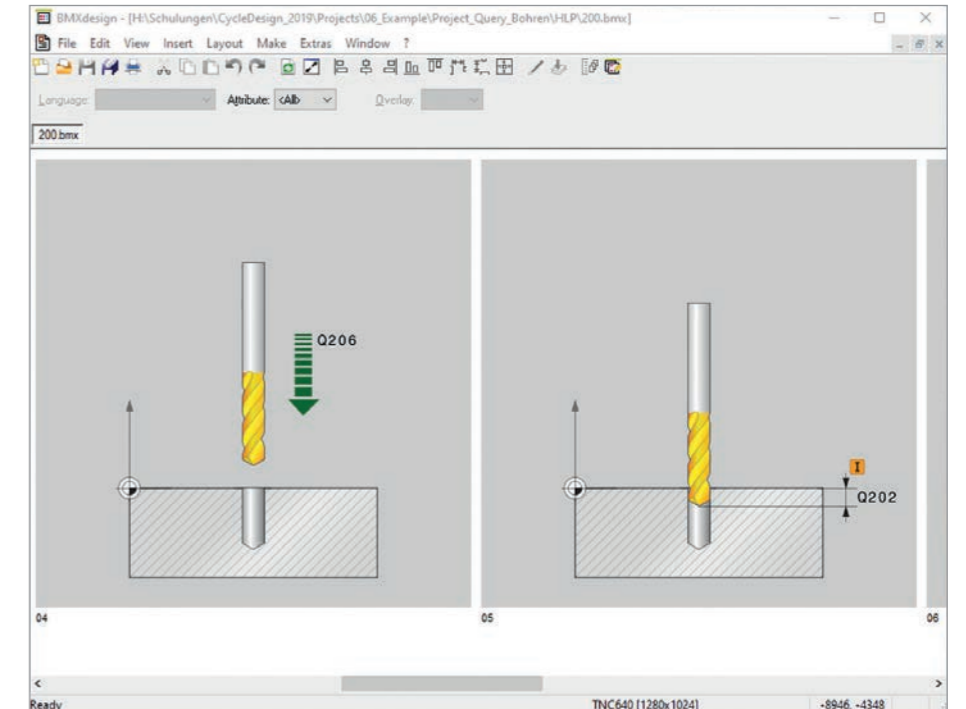 BMXdesign - [H:\Schulungen\CycleDesign_2019\Projects\06_Example\Project_Query_Bohren\HLP\200.bmx]
File Edit View Insert Layout Make Extras Window ?
Language: Attribute: <All> Overlay:
200.bmx
Q206
I
Q202
04 05 06
Ready TNC640 [1280x1024] -8946, -4348